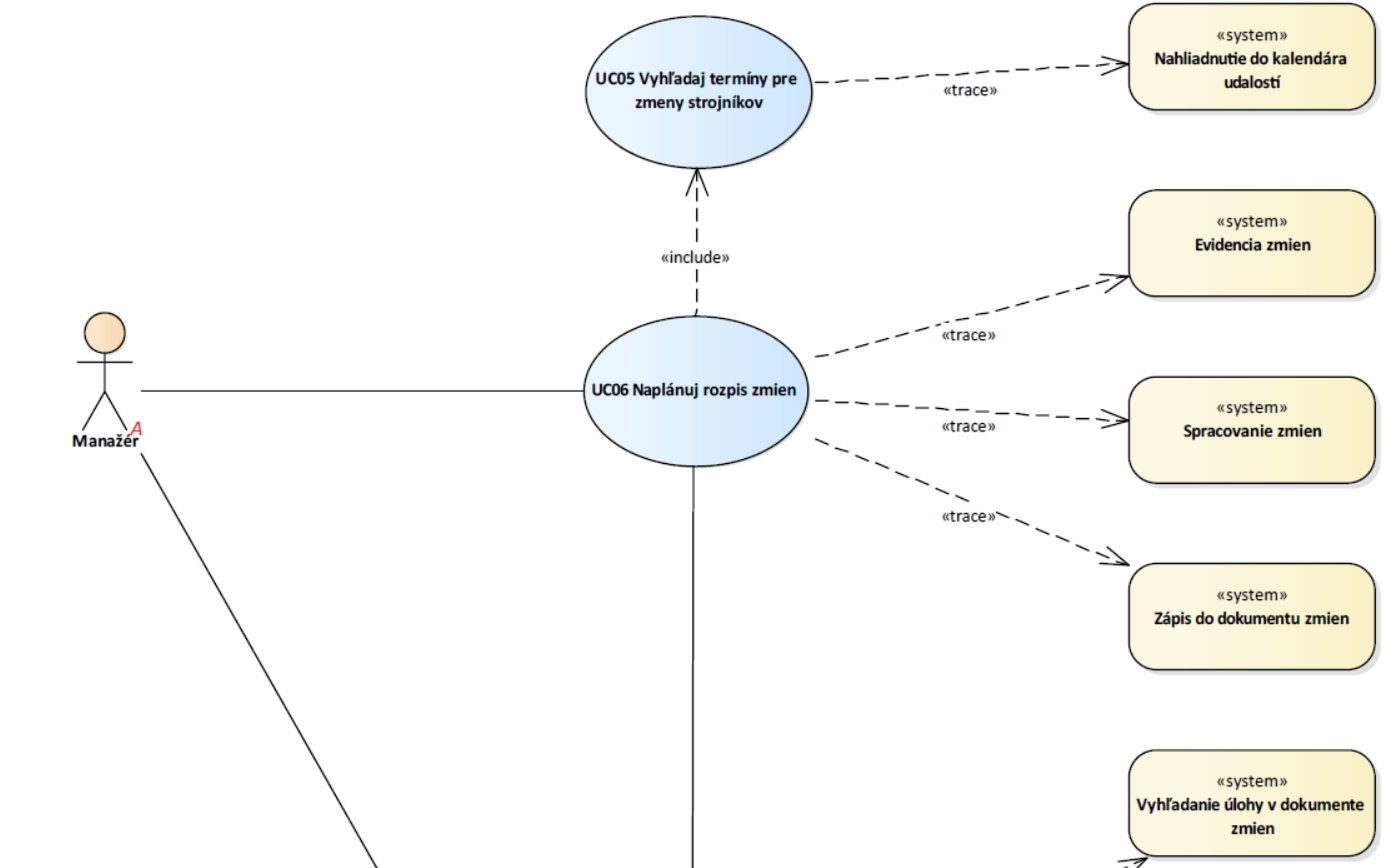 «system»
Nahliadnutie do kalendára
udalostí
UC05 Vyhľadaj termíny pre
zmeny strojníkov
«trace»
«system»
Evidencia zmien
«include»
«trace»
UC06 Naplánuj rozpis zmien
«system»
Spracovanie zmien
«trace»
A
Manažér
«trace»
«system»
Zápis do dokumentu zmien
«system»
Vyhľadanie úlohy v dokumente
zmien